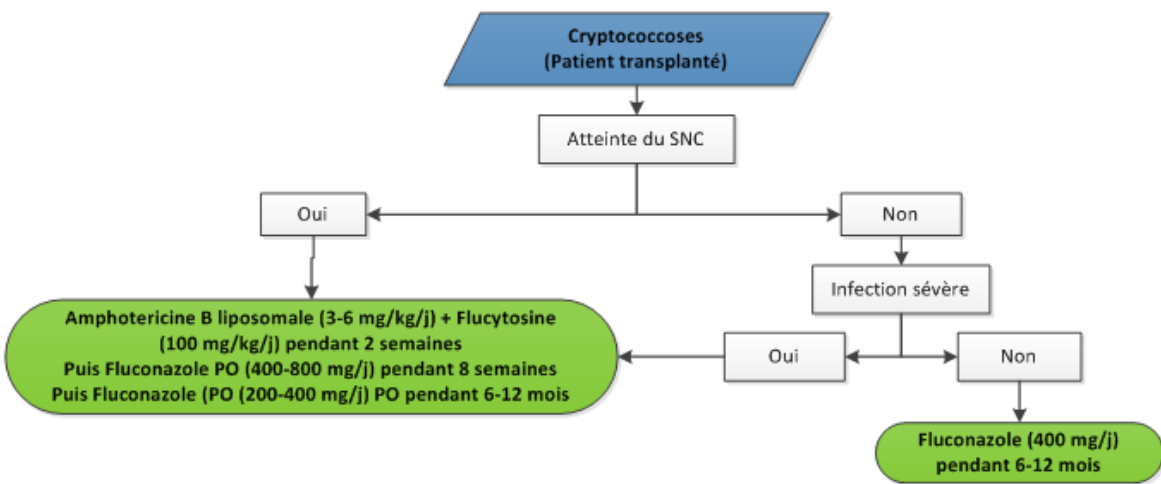 Cryptococcoses
(Patient transplanté)
Atteinte du SNC
Oui
Non
Infection sévère
Amphotericine B liposomale (3-6 mg/kg/j) + Flucytosine
(100 mg/kg/j) pendant 2 semaines
Puis Fluconazole PO (400-800 mg/j) pendant 8 semaines
Puis Fluconazole (PO (200-400 mg/j) PO pendant 6-12 mois
Oui
Non
Fluconazole (400 mg/j)
pendant 6-12 mois